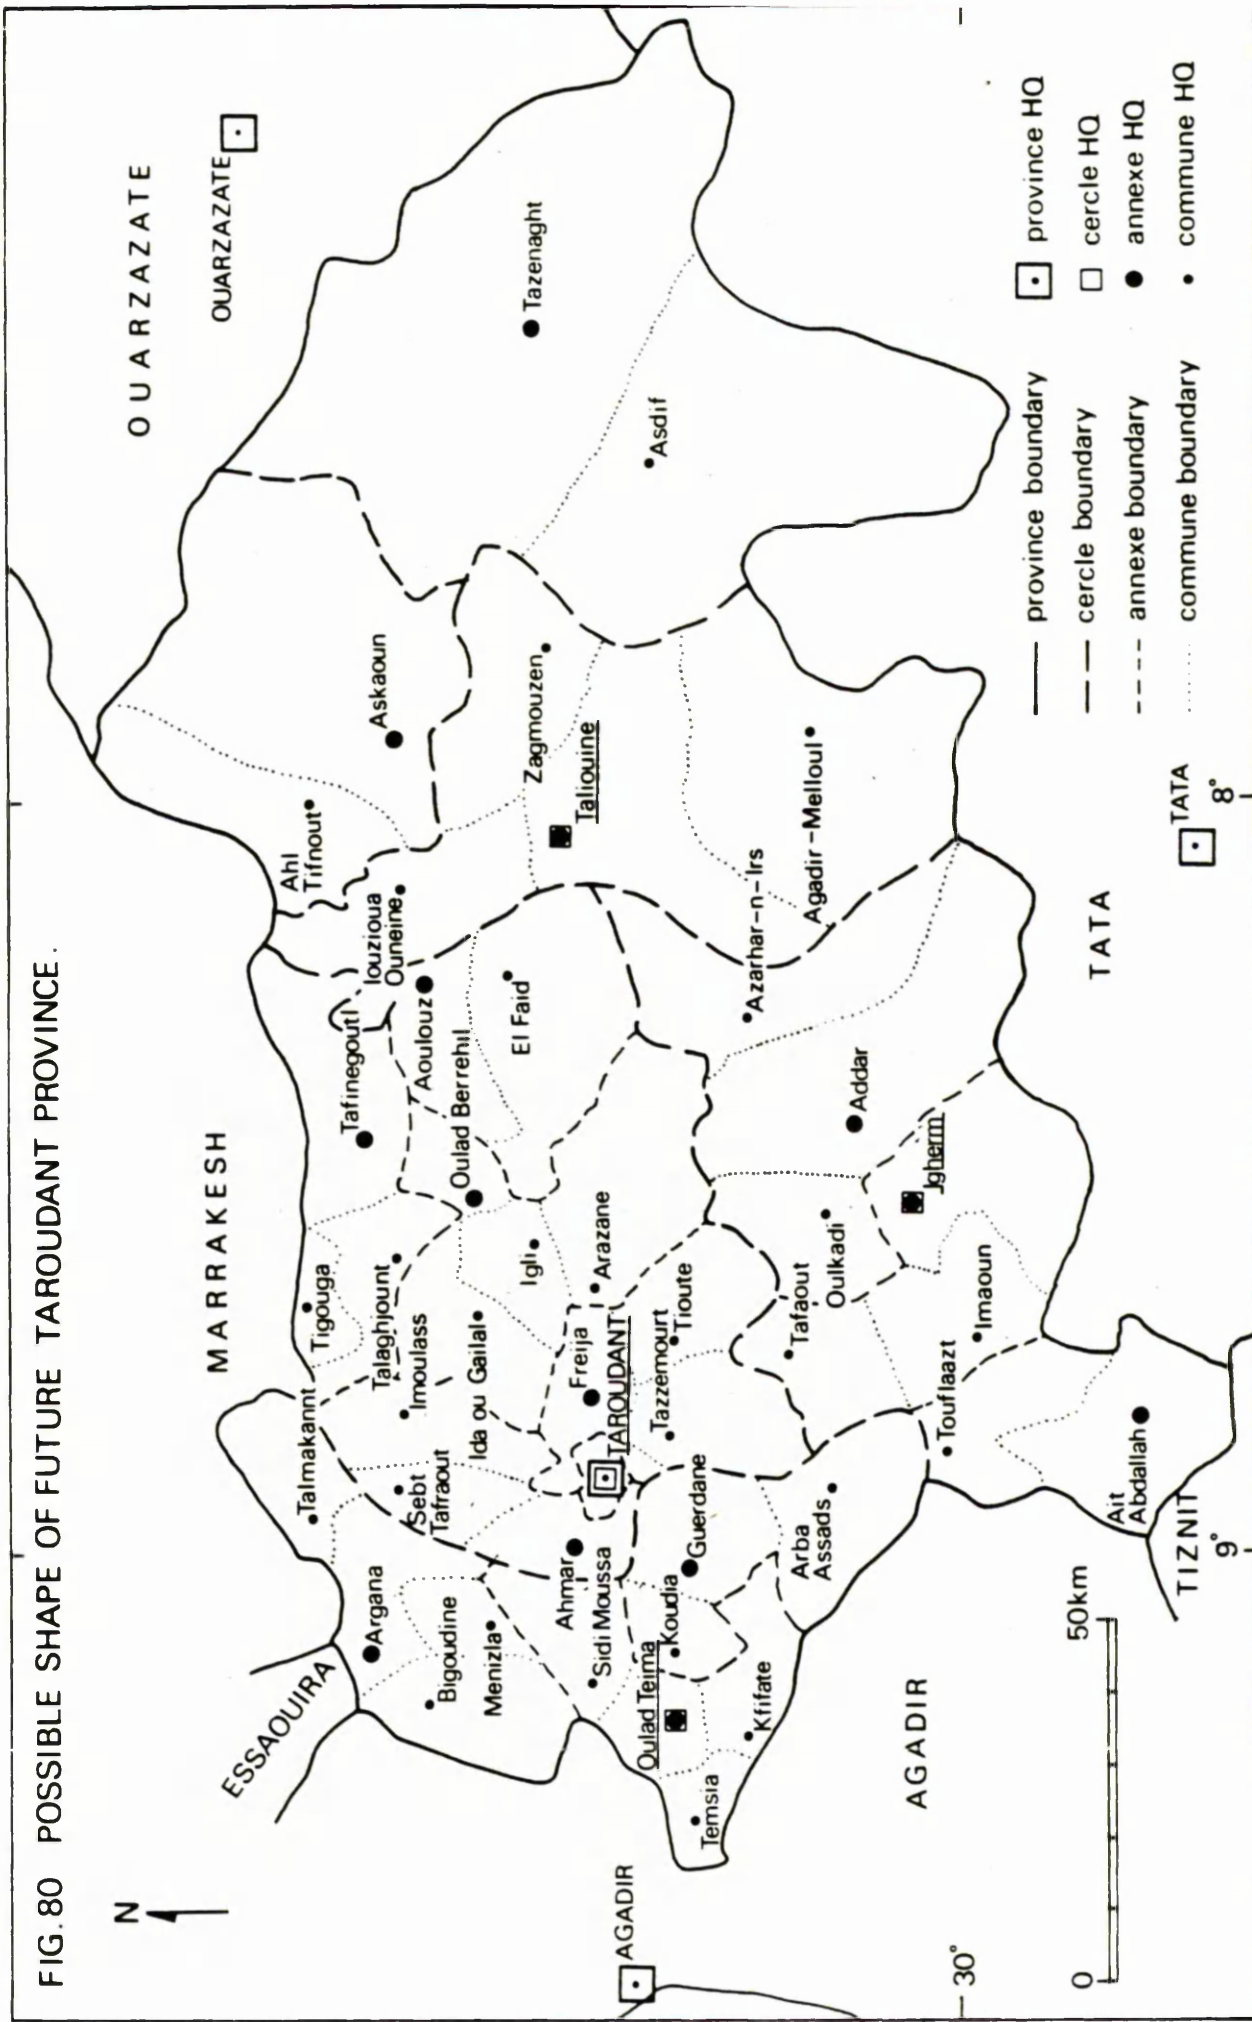 FIG. 80 POSSIBLE SHAPE OF FUTURE TAROUDANT PROVINCE.
N
MARRAKESH
OUARZAZATE
OUARZAZATE
ESSAOUIRA
Talmakannt
Tigouga
Tafinegoutl
Ahl
Tifnout
Iouzioua
Ouneine
Askaoun
Argana
Sebt
Tafraout
Imoulass
Talaghjount
Aoulouz
Bigoudine
Menizla
Ida ou Gailal
Oulad Berrehil
Igli
El Faid
Zagmouzen
Tazenaght
Ahmar
Freija
Arazane
Taliouine
Sidi Moussa
TAROUDANT
AGADIR
Oulad Teima
Koudia
Guerdane
Tazzemourt
Tioute
Asdif
Temsia
Kfifate
Arba
Assads
Tafaout
Oulkadi
Azarhar-n-Irs
Agadir-Melloul
Addar
AGADIR
Touflaazt
Imaoun
Igherm
30°
0
50km
Ait
Abdallah
TIZNIT
TATA
TATA
9°
8°
province boundary
cercle boundary
annexe boundary
commune boundary
province HQ
cercle HQ
annexe HQ
commune HQ